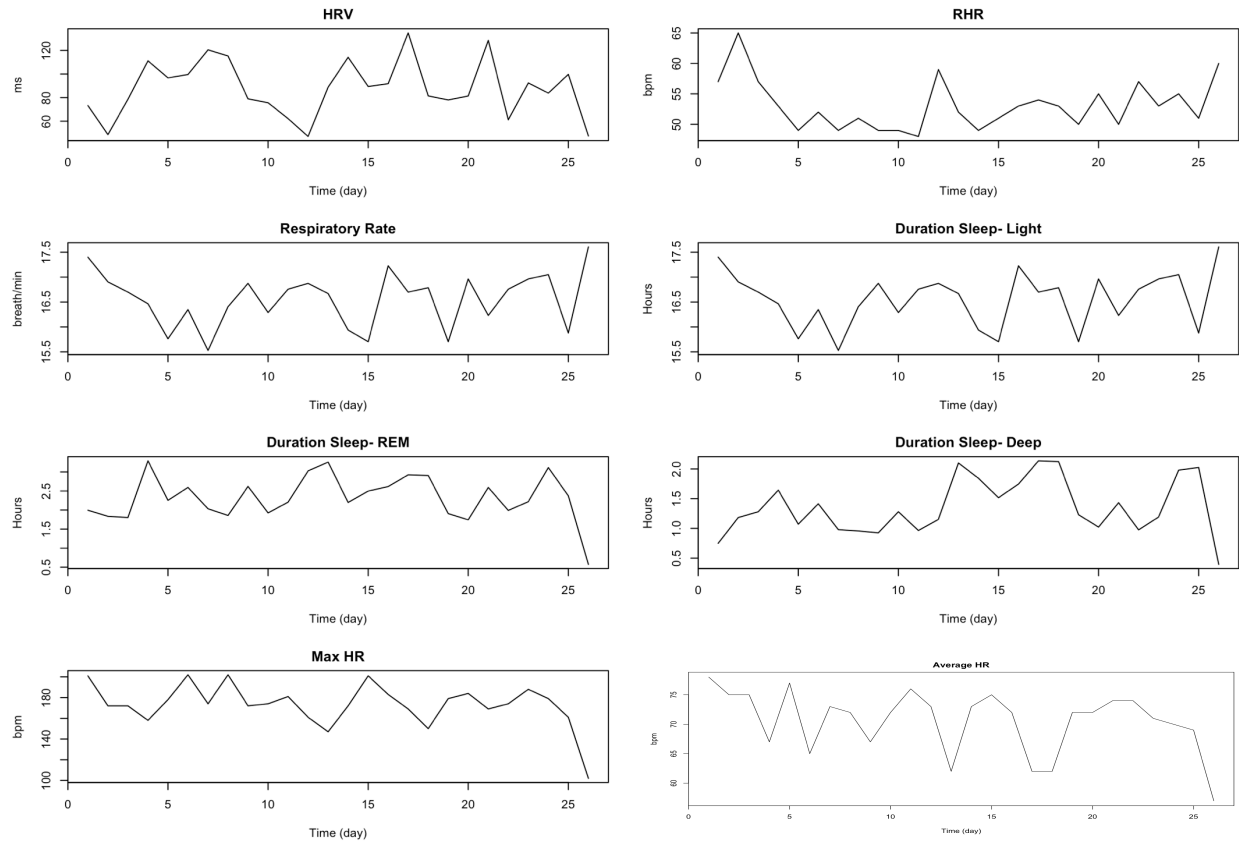 HRV
ms
60 80 20
0 5 10 15 20 25
Time (day)
RHR
bpm
50 55 60 65
0 5 10 15 20 25
Time (day)
Respiratory Rate
breath/min
15.5 16.5 17.5
0 5 10 15 20 25
Time (day)
Duration Sleep- Light
Hours
15.5 16.5 17.5
0 5 10 15 20 25
Time (day)
Duration Sleep- REM
Hours
0.5 1.5 2.5
0 5 10 15 20 25
Time (day)
Duration Sleep- Deep
Hours
0.5 1.0 1.5 2.0
0 5 10 15 20 25
Time (day)
Max HR
bpm
100 140 180
0 5 10 15 20 25
Time (day)
Average HR
bpm
60 65 70 75
0 5 10 15 20 25
Time (day)